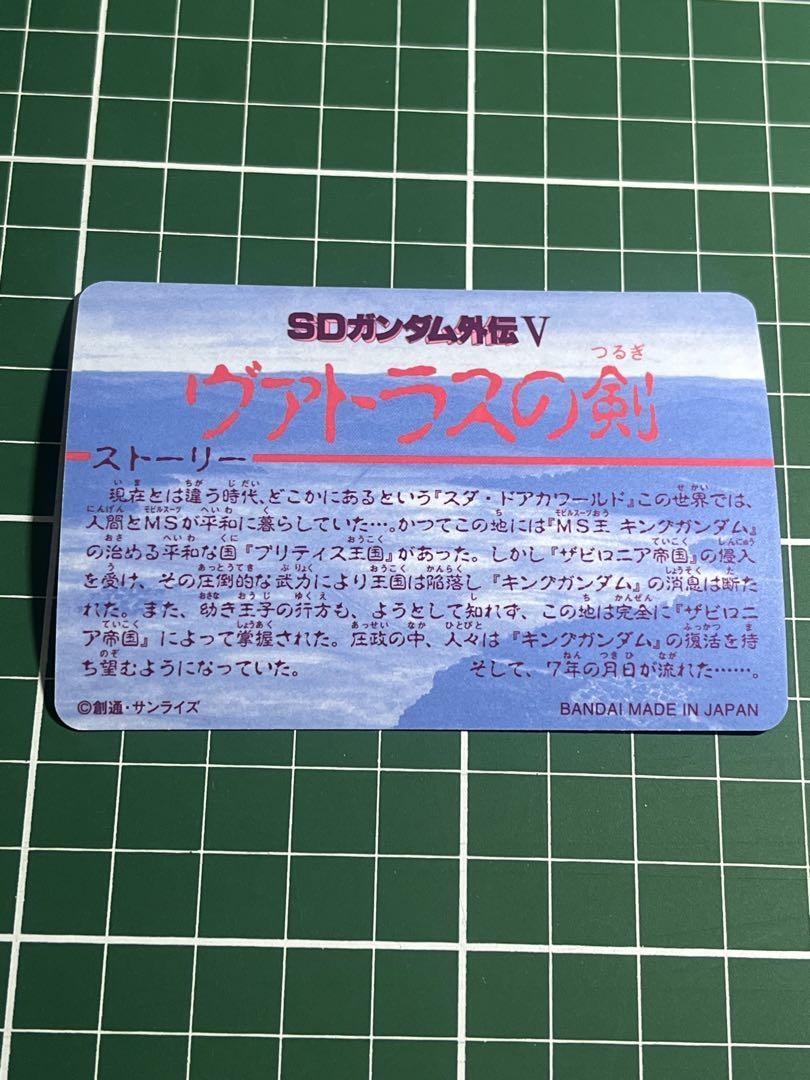 SDガンダム外伝 V
ヴァトラスの剣
つるぎ
ストーリー
現在とは違う時代、どこかにあるという『スダ・ドアカワールド』この世界では、
人間とMSが平和に暮らしていた…。かつてこの地には『MS王 キングガンダム』
の治める平和な国『ブリティス王国』があった。しかし『ザビロニア帝国』の侵入
を受け、その圧倒的な武力により王国は陥落し『キングガンダム』の消息は断た
れた。また、幼き王子の行方も、ようとして知れず、この地は完全に『ザビロニ
ア帝国』によって掌握された。圧政の中、人々は『キングガンダム』の復活を待
ち望むようになっていた。 そして、7年の月日が流れた……。
©創通・サンライズ
BANDAI MADE IN JAPAN